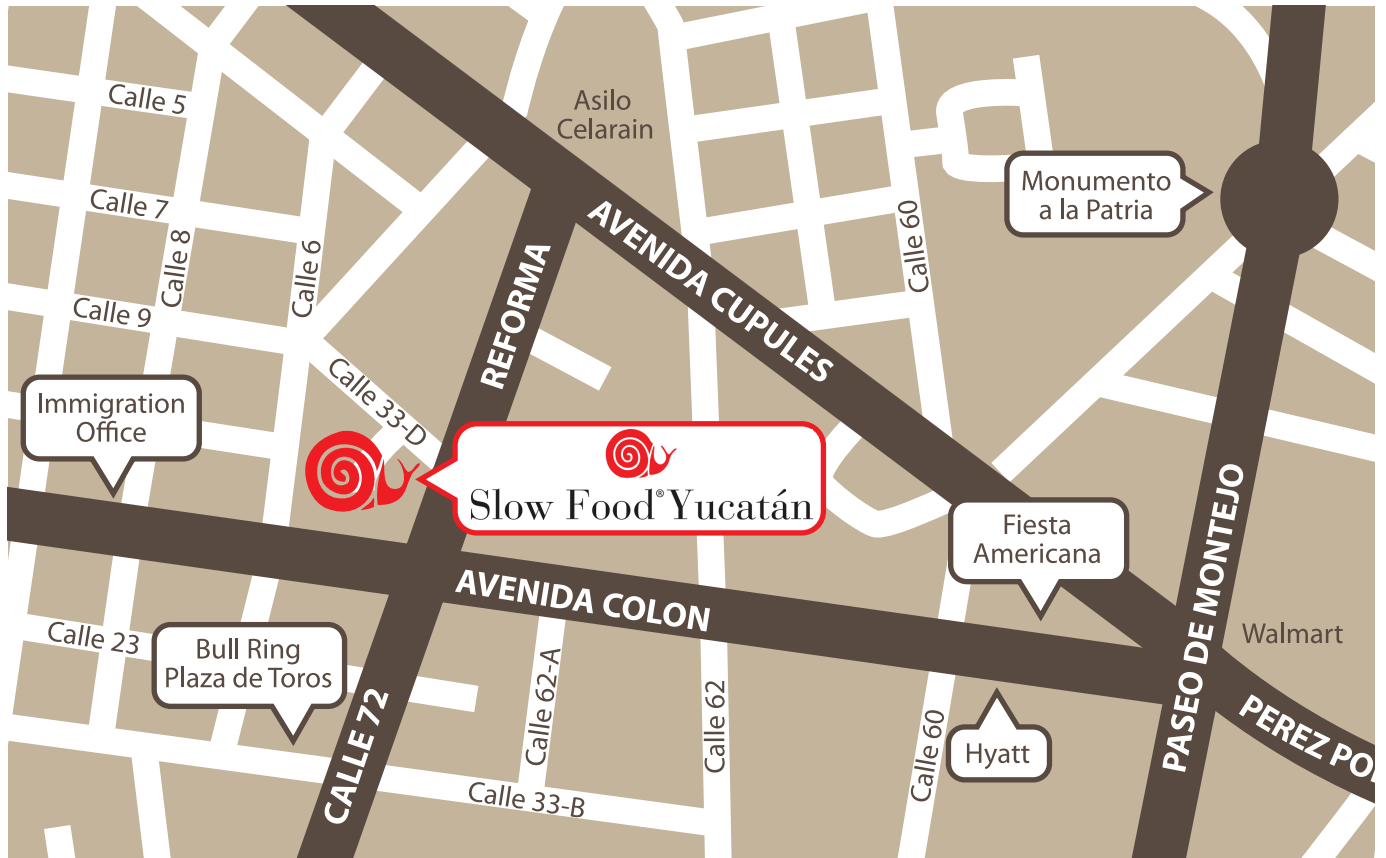 Calle 5
Asilo
Celarain
Monumento
a la Patria
Calle 7
Calle 8
Calle 6
Calle 60
AVENIDA CUPULES
REFORMA
Calle 9
Calle 33-D
Immigration
Office
Slow Food® Yucatán
Fiesta
Americana
PASEO DE MONTEJO
AVENIDA COLON
Walmart
Calle 23
Bull Ring
Plaza de Toros
Calle 62-A
Calle 62
Calle 60
Hyatt
CALLE 72
Calle 33-B
PEREZ PO